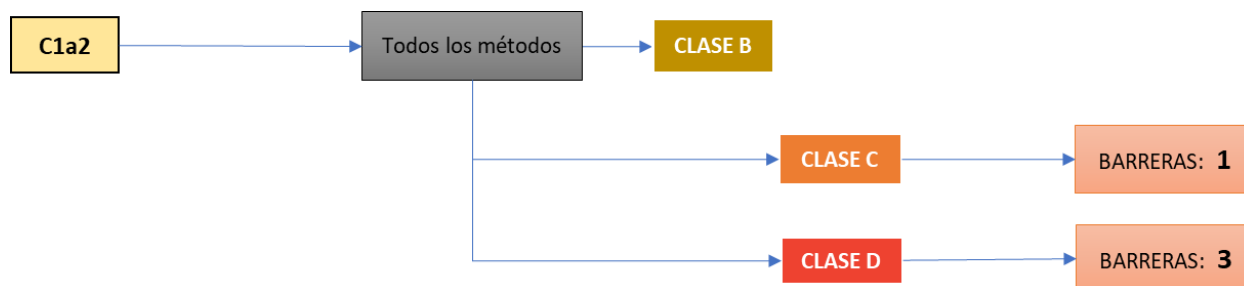 C1a2
Todos los métodos
CLASE B
CLASE C
BARRERAS: 1
CLASE D
BARRERAS: 3